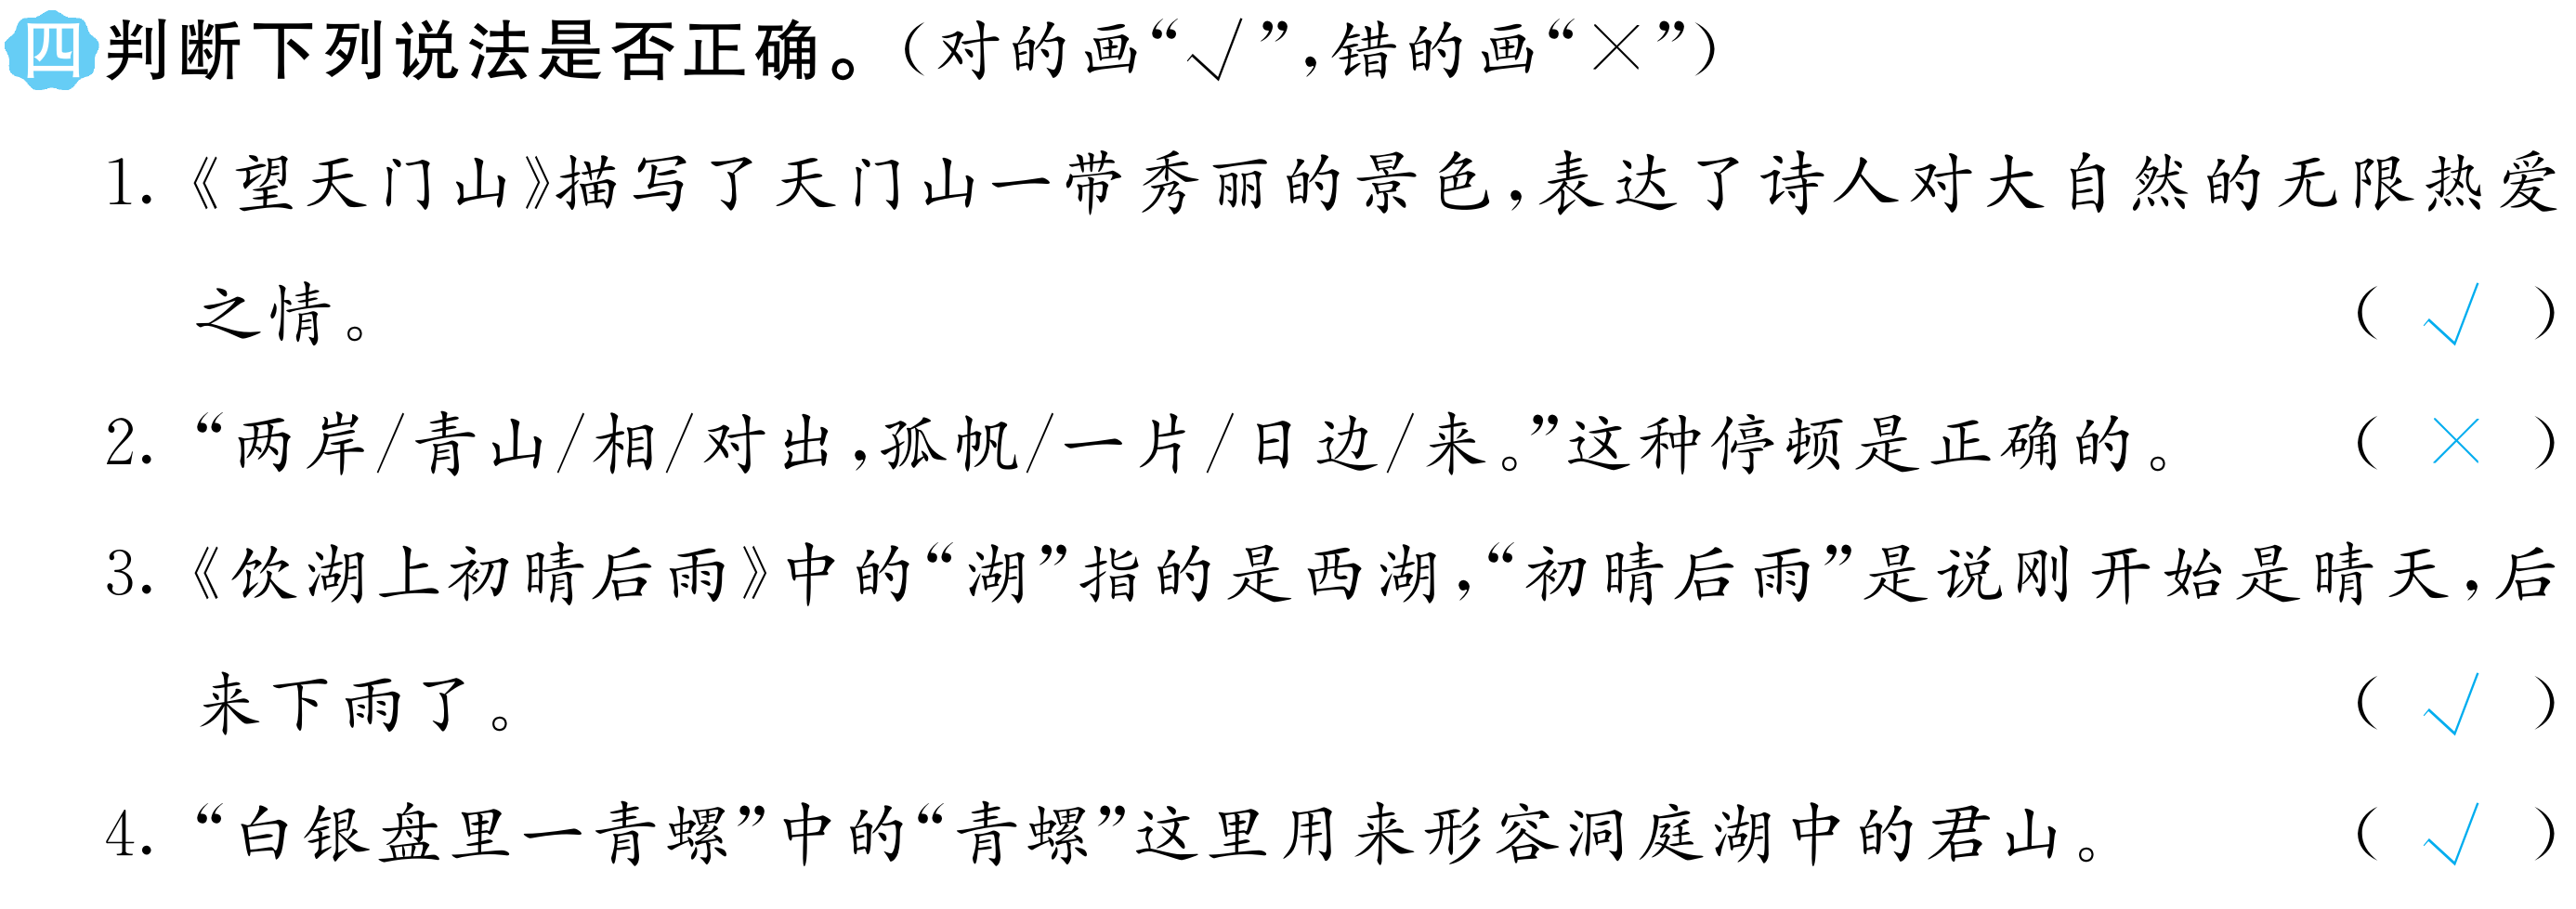 四 判断下列说法是否正确。（对的画“√”,错的画“×”）
1.《望天门山》描写了天门山一带秀丽的景色,表达了诗人对大自然的无限热爱
之情。 （ √ ）
2.“两岸/青山/相/对出,孤帆/一片/日边/来。”这种停顿是正确的。 （ × ）
3.《饮湖上初晴后雨》中的“湖”指的是西湖,“初晴后雨”是说刚开始是晴天,后
来下雨了。 （ √ ）
4.“白银盘里一青螺”中的“青螺”这里用来形容洞庭湖中的君山。 （ √ ）